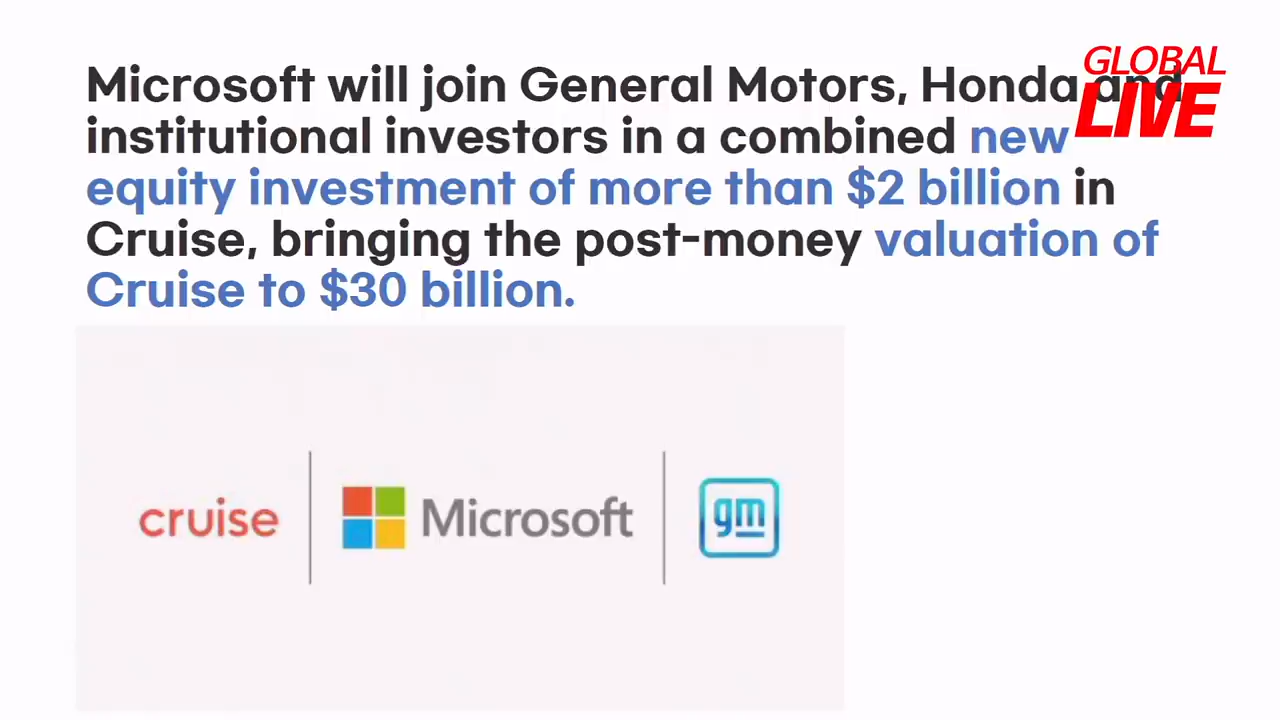 Microsoft will join General Motors, Honda and
institutional investors in a combined new
equity investment of more than $2 billion in
Cruise, bringing the post-money valuation of
Cruise to $30 billion.
GLOBAL
LIVE
cruise
Microsoft
gm